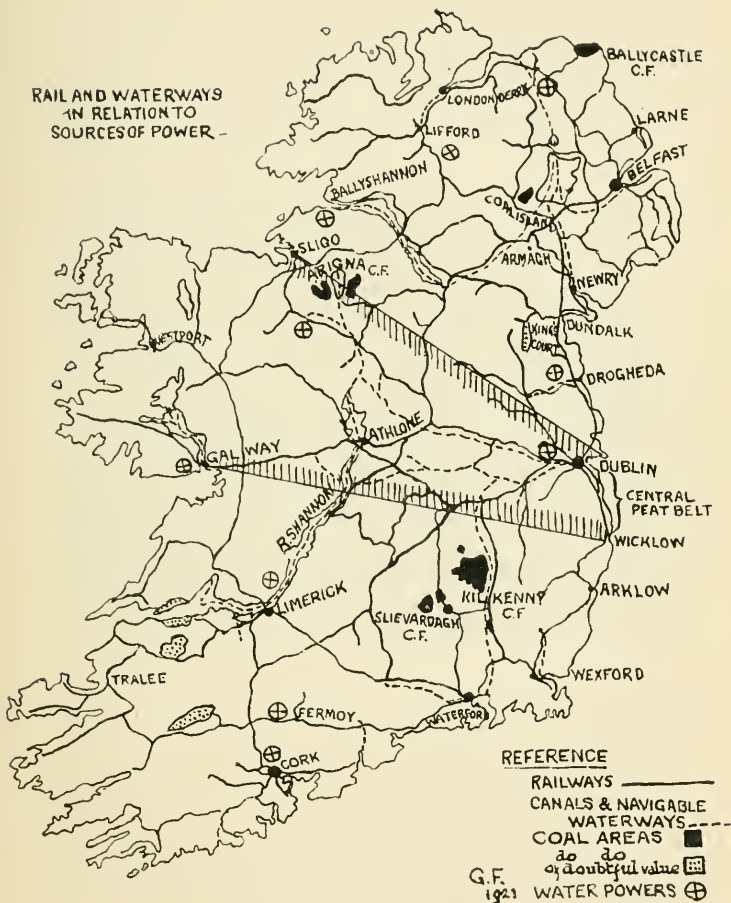 RAIL AND WATERWAYS
IN RELATION TO
SOURCES OF POWER
BALLYCASTLE
C.F.
LONDONDERRY
LARNE
LIFFORD
BELFAST
BALLYSHANNON
COALISLAND
SLIGO
ARMAGH
ARIGNA C.F.
NEWRY
WESTPORT
KINGS
COURT
DUNDALK
DROGHEDA
ATHLONE
GALWAY
DUBLIN
CENTRAL
PEAT BELT
R. SHANNON
WICKLOW
LIMERICK
KILKENNY
C.F.
ARKLOW
SLIEVARDAGH
C.F.
TRALEE
WEXFORD
FERMOY
WATERFORD
CORK
REFERENCE
RAILWAYS
CANALS & NAVIGABLE
WATERWAYS
COAL AREAS
do do
of doubtful value
G.F.
1921
WATER POWERS